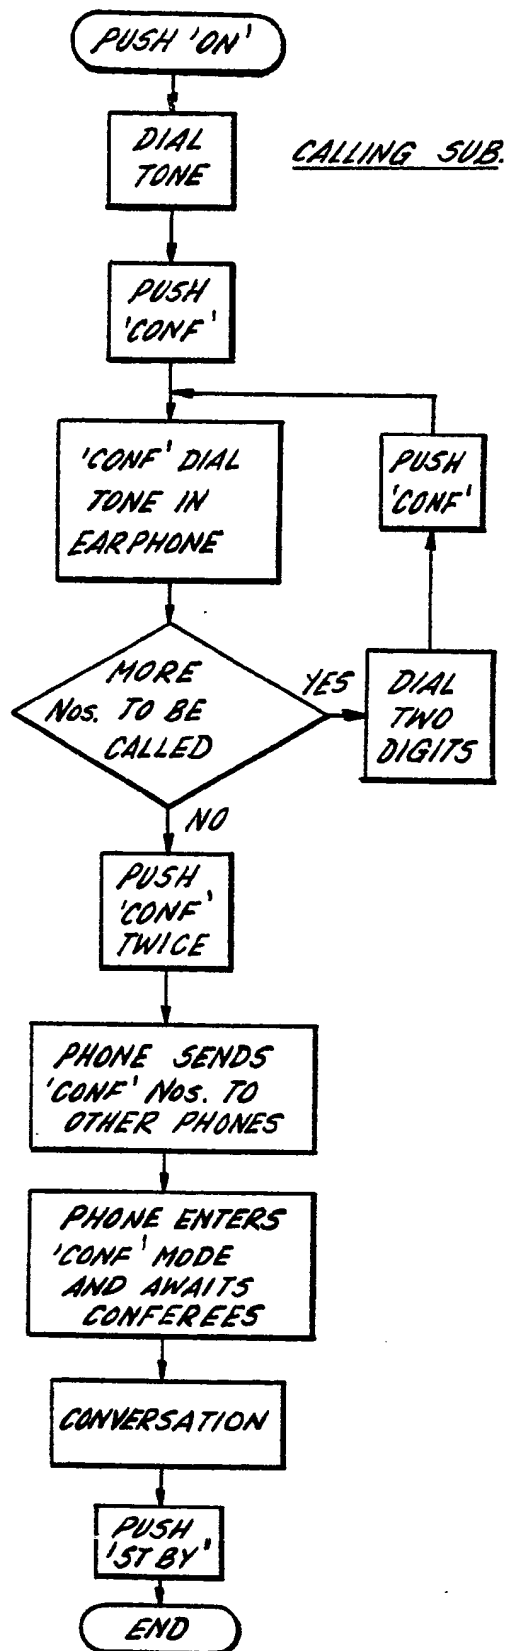 PUSH 'ON'
DIAL
TONE
CALLING SUB.
PUSH
'CONF'
'CONF' DIAL
TONE IN
EARPHONE
PUSH
'CONF'
MORE
Nos. TO BE
CALLED
YES
DIAL
TWO
DIGITS
NO
PUSH
'CONF'
TWICE
PHONE SENDS
'CONF' Nos. TO
OTHER PHONES
PHONE ENTERS
'CONF' MODE
AND AWAITS
CONFEREES
CONVERSATION
PUSH
'ST BY'
END